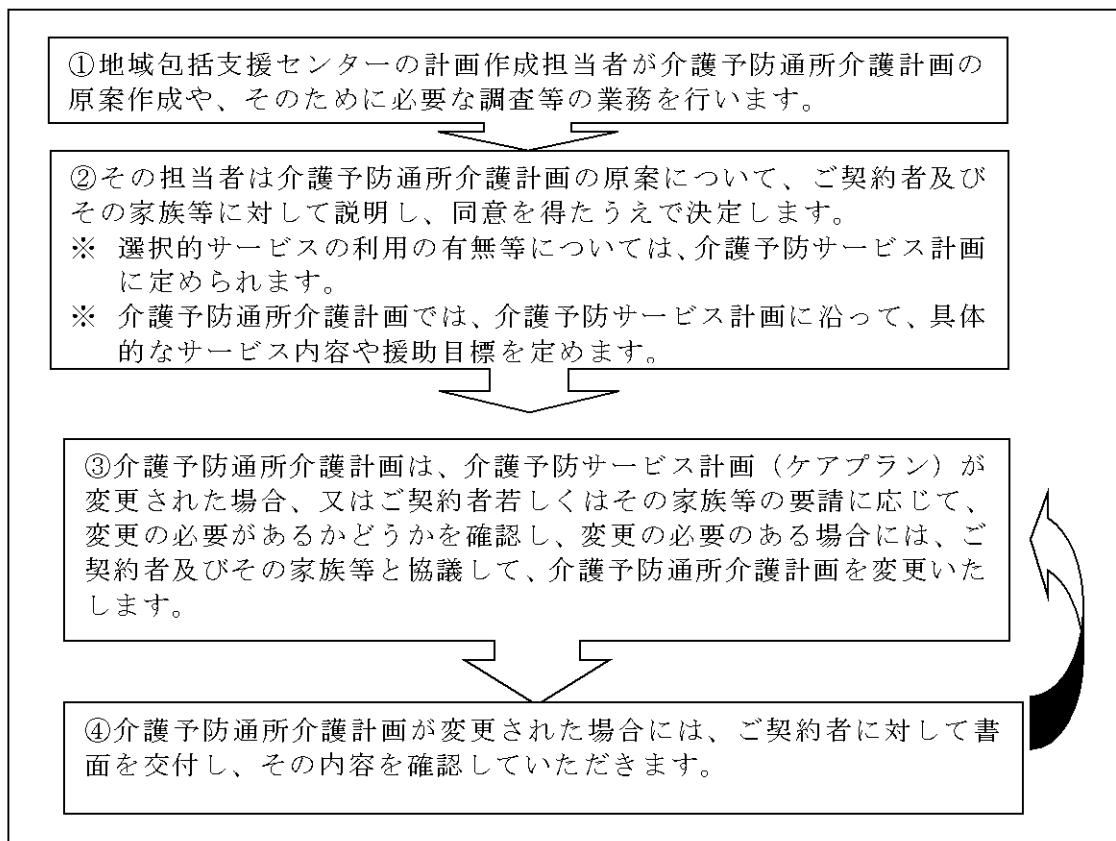 ①地域包括支援センターの計画作成担当者が介護予防通所介護計画の
原案作成や、そのために必要な調査等の業務を行います。
②その担当者は介護予防通所介護計画の原案について、ご契約者及び
その家族等に対して説明し、同意を得たうえで決定します。
※ 選択的サービスの利用の有無等については、介護予防サービス計画
に定められます。
※ 介護予防通所介護計画では、介護予防サービス計画に沿って、具体
的なサービス内容や援助目標を定めます。
③介護予防通所介護計画は、介護予防サービス計画（ケアプラン）が
変更された場合、又はご契約者若しくはその家族等の要請に応じて、
変更の必要があるかどうかを確認し、変更の必要のある場合には、ご
契約者及びその家族等と協議して、介護予防通所介護計画を変更いた
します。
④介護予防通所介護計画が変更された場合には、ご契約者に対して書
面を交付し、その内容を確認していただきます。